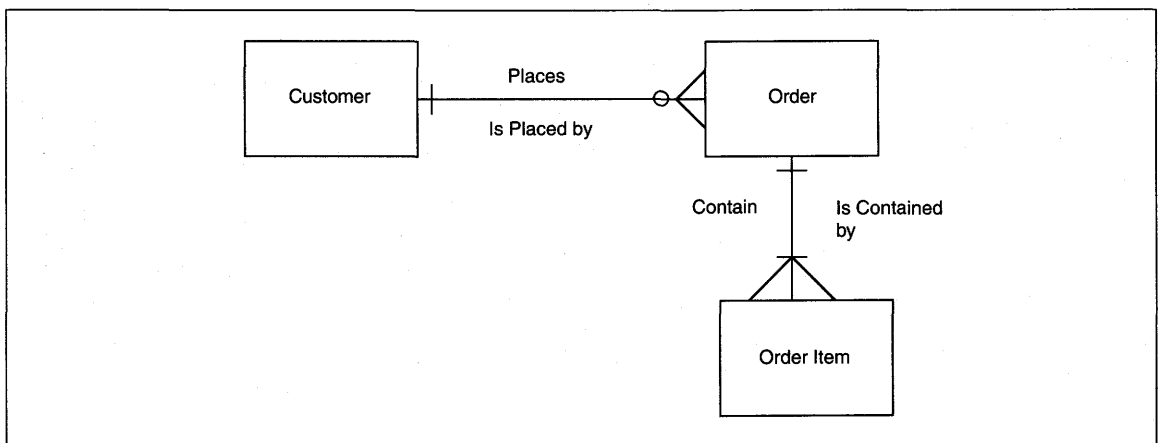 Customer
Places
Is Placed by
Order
Contain
Is Contained
by
Order Item